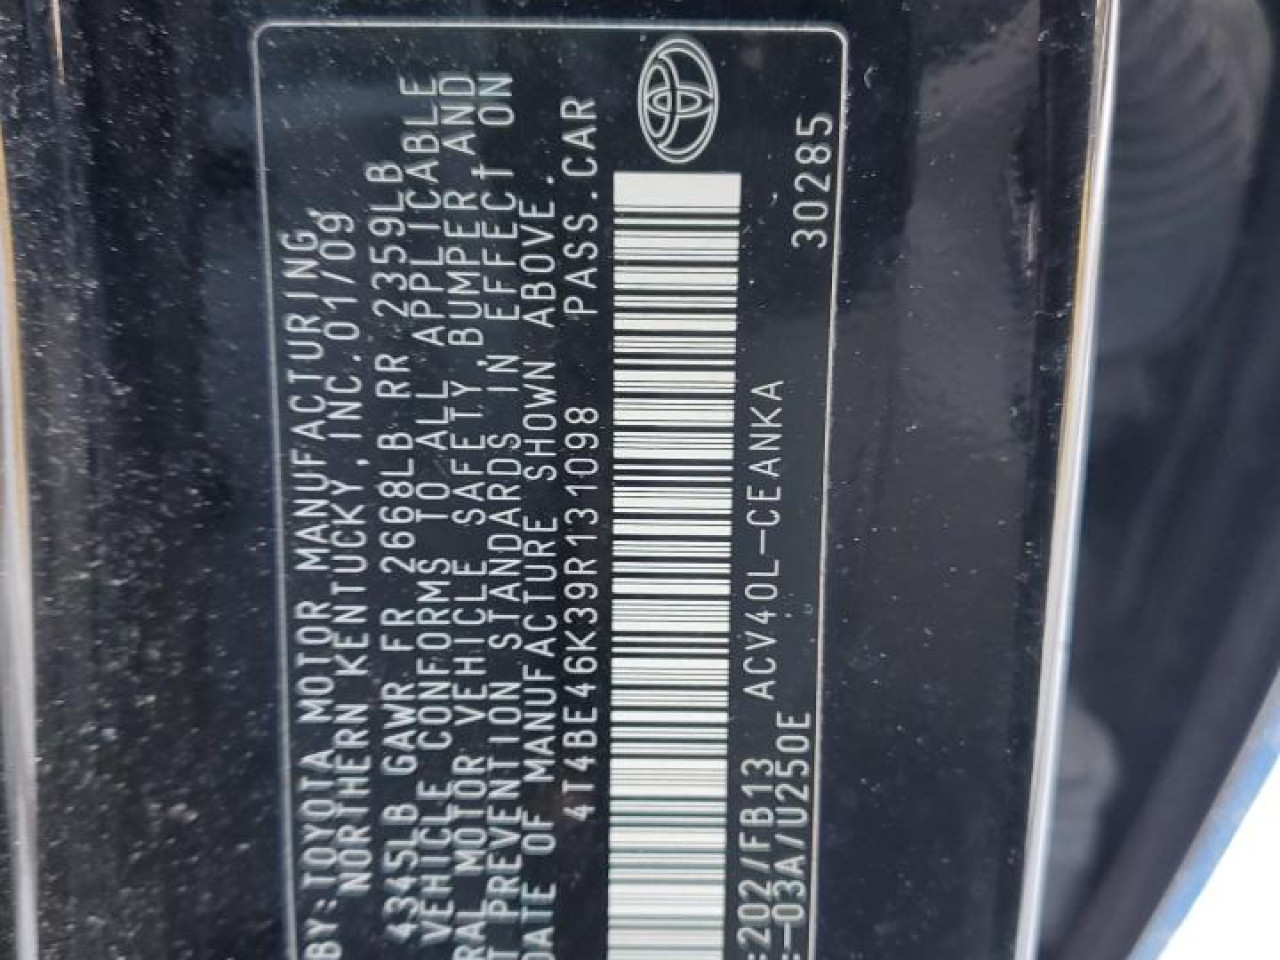 BY:TOYOTA MOTOR MANUFACTURING,
NORTHERN KENTUCKY,INC.01/09
4345LB GAWR FR 2668LB RR 2359LB
VEHICLE CONFORMS TO ALL APPLICABLE
RAL MOTOR VEHICLE SAFETY,BUMPER AND
T PREVENTION STANDARDS IN EFFECT ON
DATE OF MANUFACTURE SHOWN ABOVE.
4T4BE46K39R131098 PASS.CAR
:202/FB13 ACV40L-CEANKA
:-03A/U250E 30285